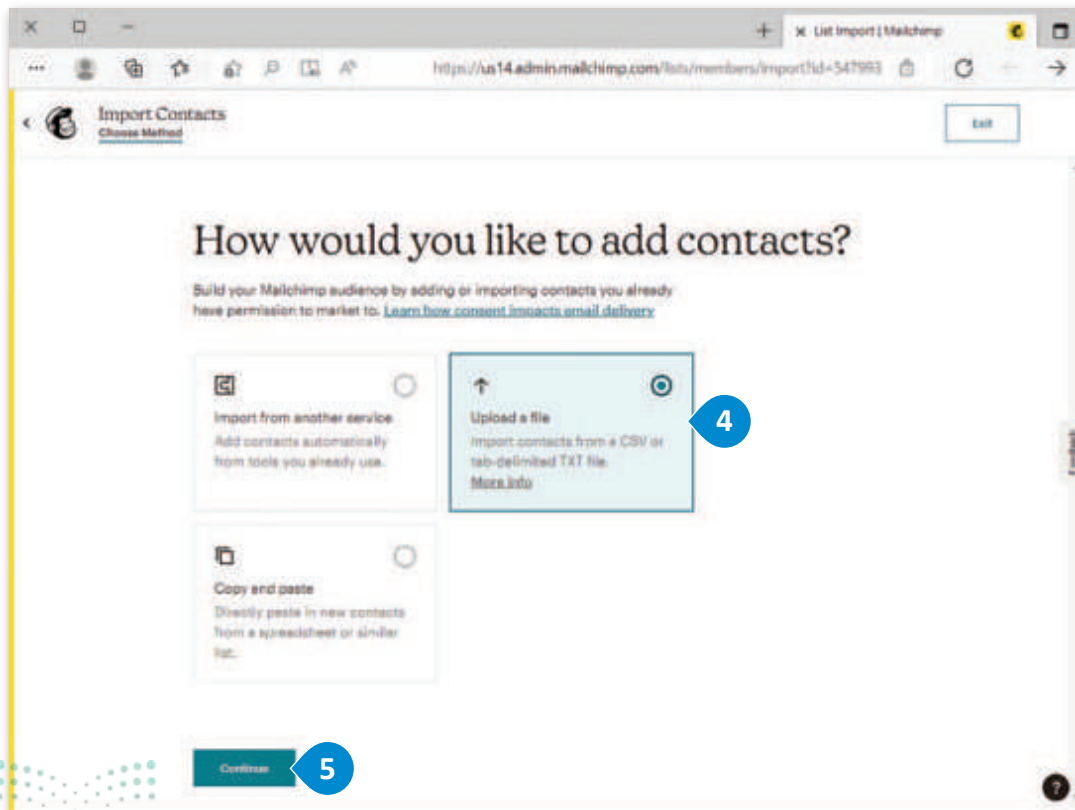 List Import | Mailchimp
https://us14.admin.mailchimp.com/lists/members/import?id=547993
Import Contacts
Choose Method
Exit
How would you like to add contacts?
Build your Mailchimp audience by adding or importing contacts you already
have permission to market to. Learn how consent impacts email delivery
Import from another service
Add contacts automatically
from tools you already use.
Upload a file
Import contacts from a CSV or
tab-delimited TXT file.
More info
4
Copy and paste
Directly paste in new contacts
from a spreadsheet or similar
list.
Feedback
Continue
5
?